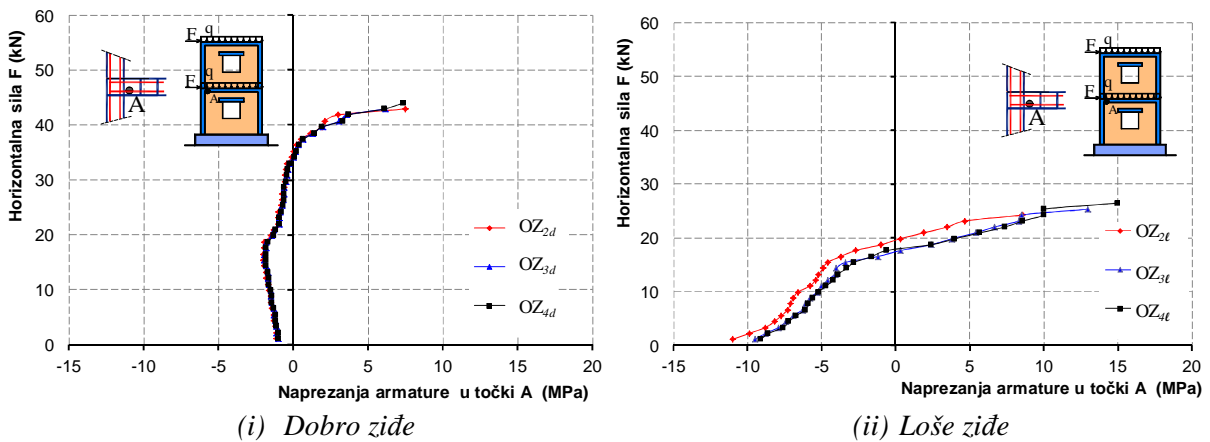 Horizontalna sila F (kN)
60
50
40
30
20
10
0
-15 -10 -5 0 5 10 15 20
Naprezanja armature u točki A (MPa)
A
F q
F q
A
OZ2d
OZ3d
OZ4d
(i) Dobro ziđe
Horizontalna sila F (kN)
60
50
40
30
20
10
0
-15 -10 -5 0 5 10 15 20
Naprezanja armature u točki A (MPa)
A
F q
F q
A
OZ2ℓ
OZ3ℓ
OZ4ℓ
(ii) Loše ziđe